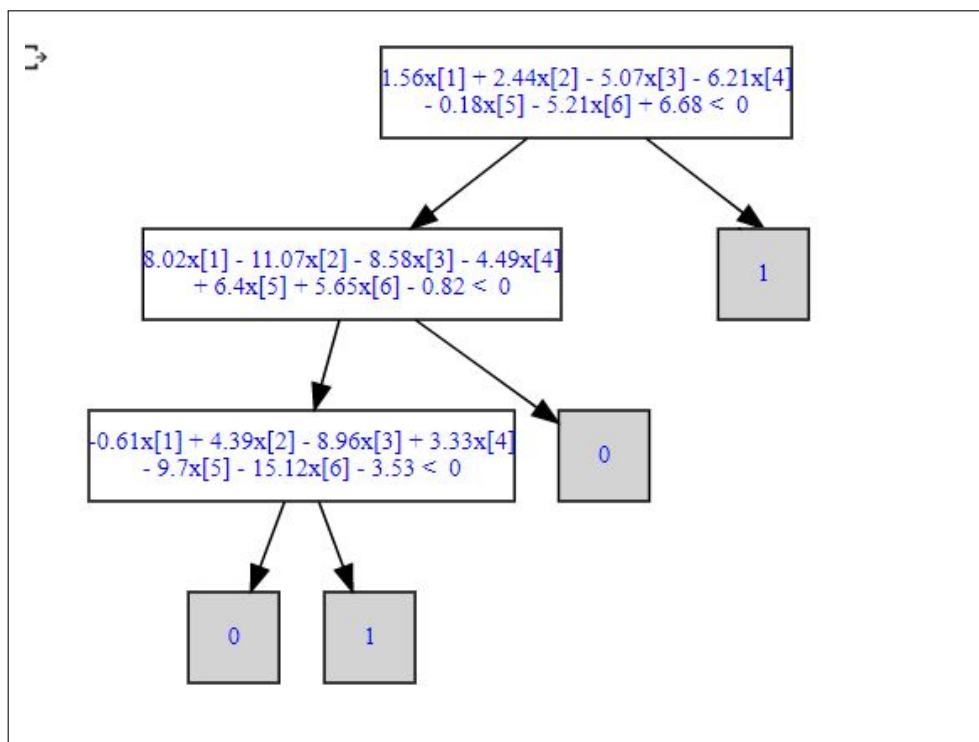 1.56x[1] + 2.44x[2] - 5.07x[3] - 6.21x[4]
- 0.18x[5] - 5.21x[6] + 6.68 < 0
8.02x[1] - 11.07x[2] - 8.58x[3] - 4.49x[4]
+ 6.4x[5] + 5.65x[6] - 0.82 < 0
1
-0.61x[1] + 4.39x[2] - 8.96x[3] + 3.33x[4]
- 9.7x[5] - 15.12x[6] - 3.53 < 0
0
0
1